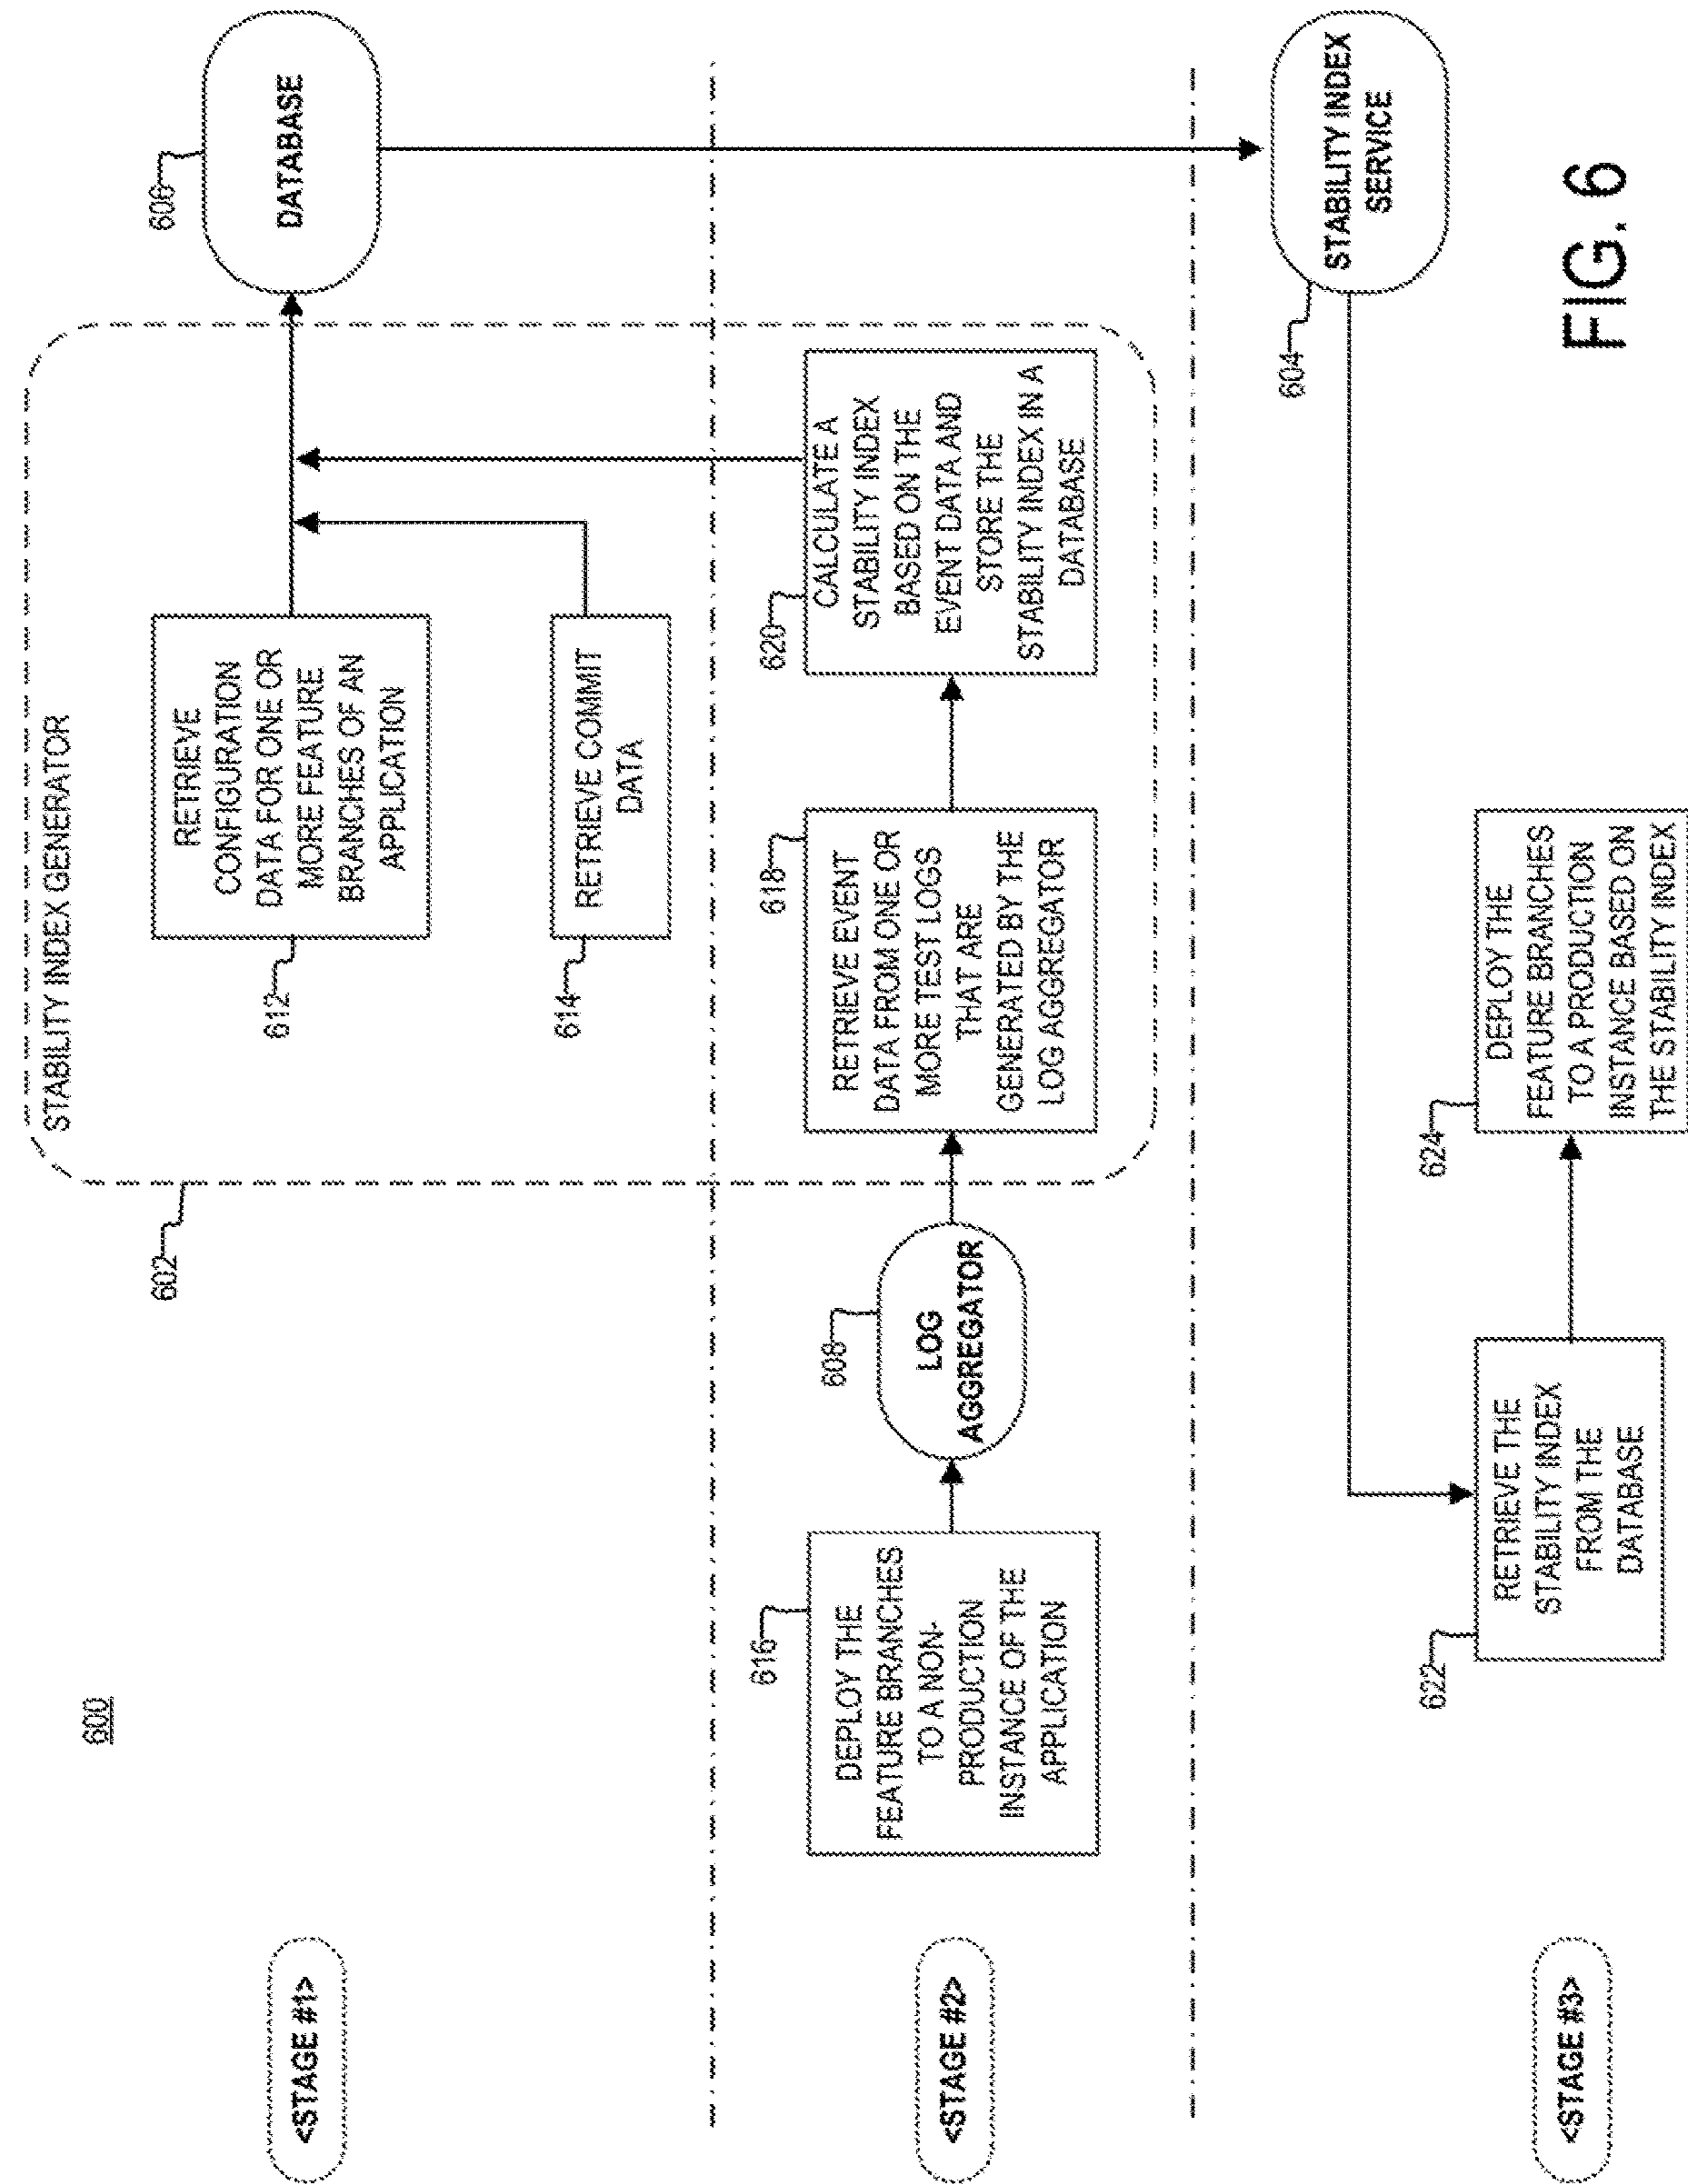 600
<STAGE #1>
602
STABILITY INDEX GENERATOR
612
RETRIEVE
CONFIGURATION
DATA FOR ONE OR
MORE FEATURE
BRANCHES OF AN
APPLICATION
614
RETRIEVE COMMIT
DATA
606
DATABASE
<STAGE #2>
616
DEPLOY THE
FEATURE BRANCHES
TO A NON-
PRODUCTION
INSTANCE OF THE
APPLICATION
608
LOG
AGGREGATOR
618
RETRIEVE EVENT
DATA FROM ONE OR
MORE TEST LOGS
THAT ARE
GENERATED BY THE
LOG AGGREGATOR
620
CALCULATE A
STABILITY INDEX
BASED ON THE
EVENT DATA AND
STORE THE
STABILITY INDEX IN A
DATABASE
<STAGE #3>
622
RETRIEVE THE
STABILITY INDEX
FROM THE
DATABASE
624
DEPLOY THE
FEATURE BRANCHES
TO A PRODUCTION
INSTANCE BASED ON
THE STABILITY INDEX
604
STABILITY INDEX
SERVICE
FIG. 6